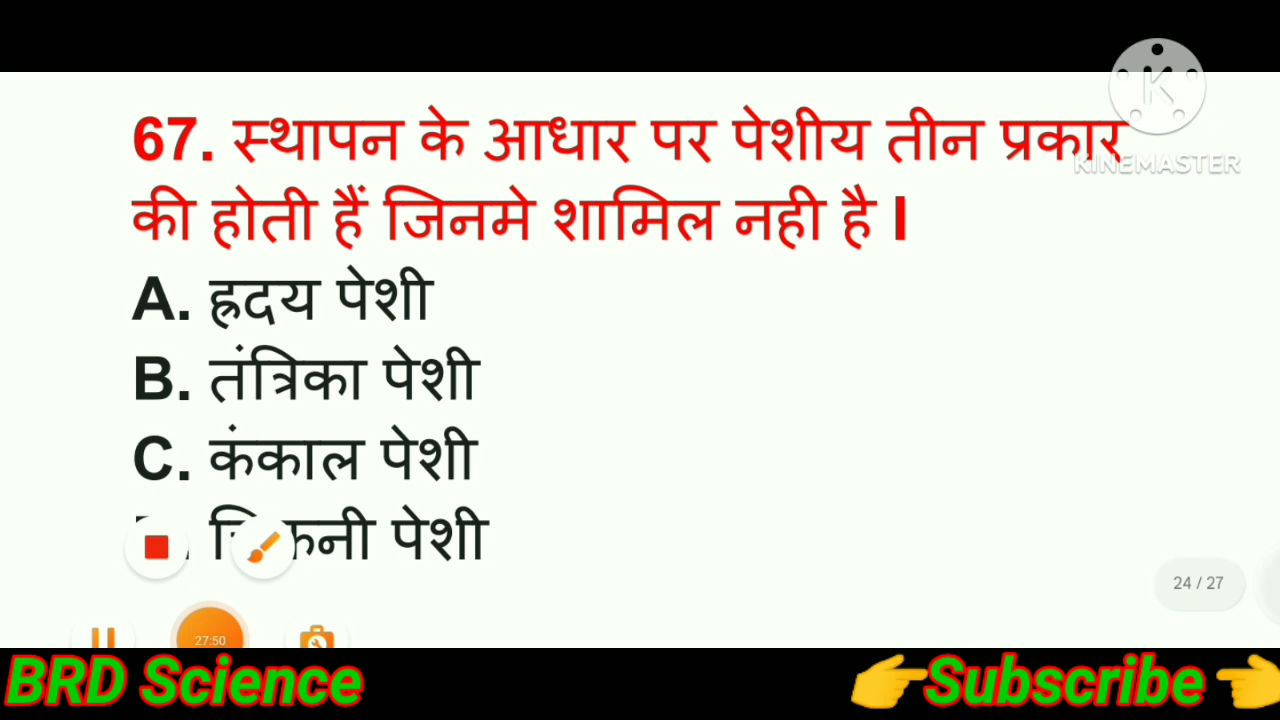 KINEMASTER
67. स्थापन के आधार पर पेशीय तीन प्रकार
की होती हैं जिनमे शामिल नही है I
A. ह्रदय पेशी
B. तंत्रिका पेशी
C. कंकाल पेशी
पेशी
24 / 27
27:50
BRD Science
Subscribe